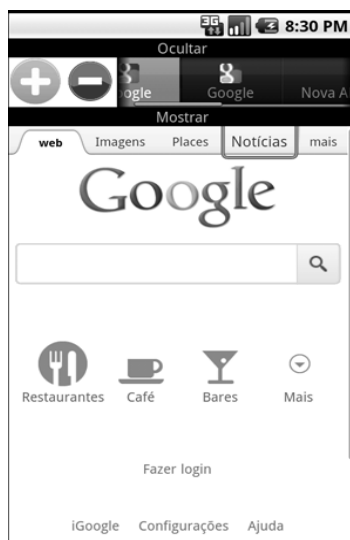 3G 8:30 PM
Ocultar
ogle Google Nova A
Mostrar
web Imagens Places Notícias mais
Google
Restaurantes Café Bares Mais
Fazer login
iGoogle Configurações Ajuda